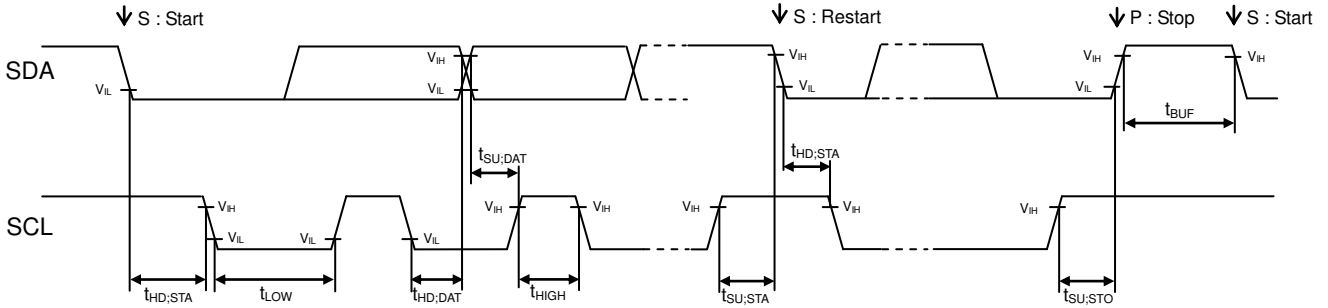 S : Start
S : Restart
P : Stop
S : Start
SDA
VIL
VIH
VIL
VIH
VIL
VIL
VIH
VIH
tBUF
tSU;DAT
tHD;STA
SCL
VIH
VIL
VIL
VIL
VIH
VIH
VIH
VIH
VIH
tHD;STA
tLOW
tHD;DAT
tHIGH
tSU;STA
tSU;STO